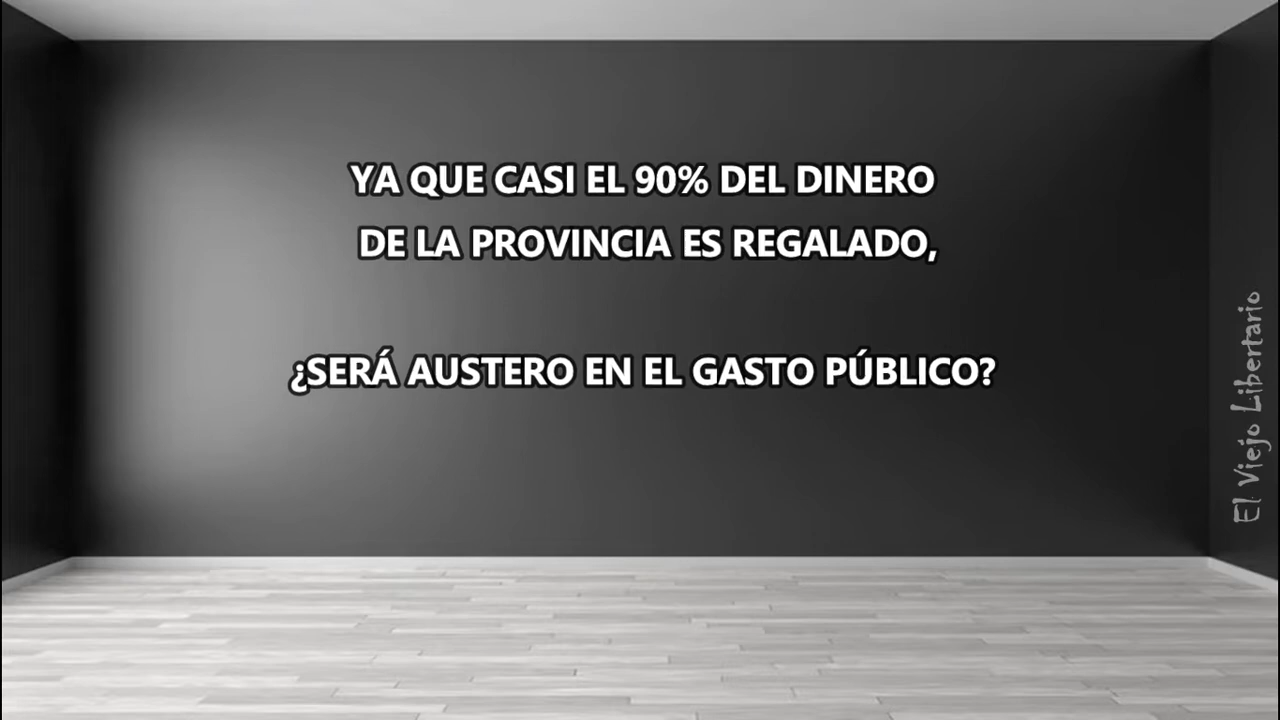 YA QUE CASI EL 90% DEL DINERO
DE LA PROVINCIA ES REGALADO,
¿SERÁ AUSTERO EN EL GASTO PÚBLICO?
El Viejo Libertario